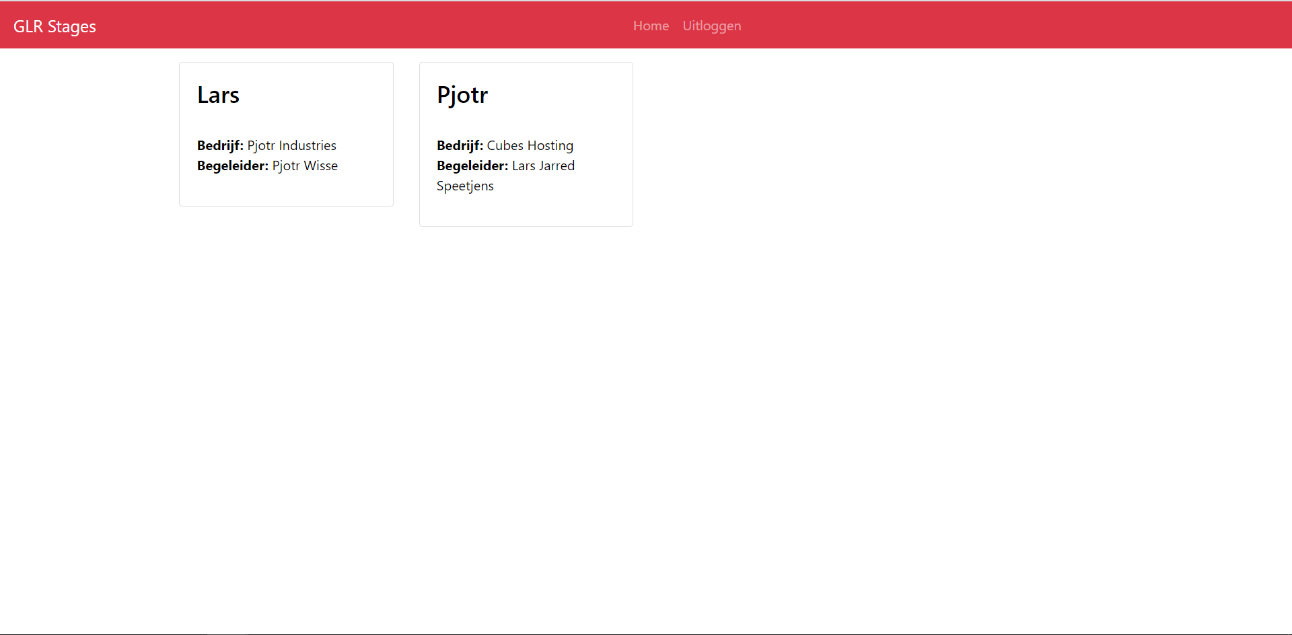 GLR Stages
Home Uitloggen
Lars
Bedrijf: Pjotr Industries
Begeleider: Pjotr Wisse
Pjotr
Bedrijf: Cubes Hosting
Begeleider: Lars Jarred
Speetjens